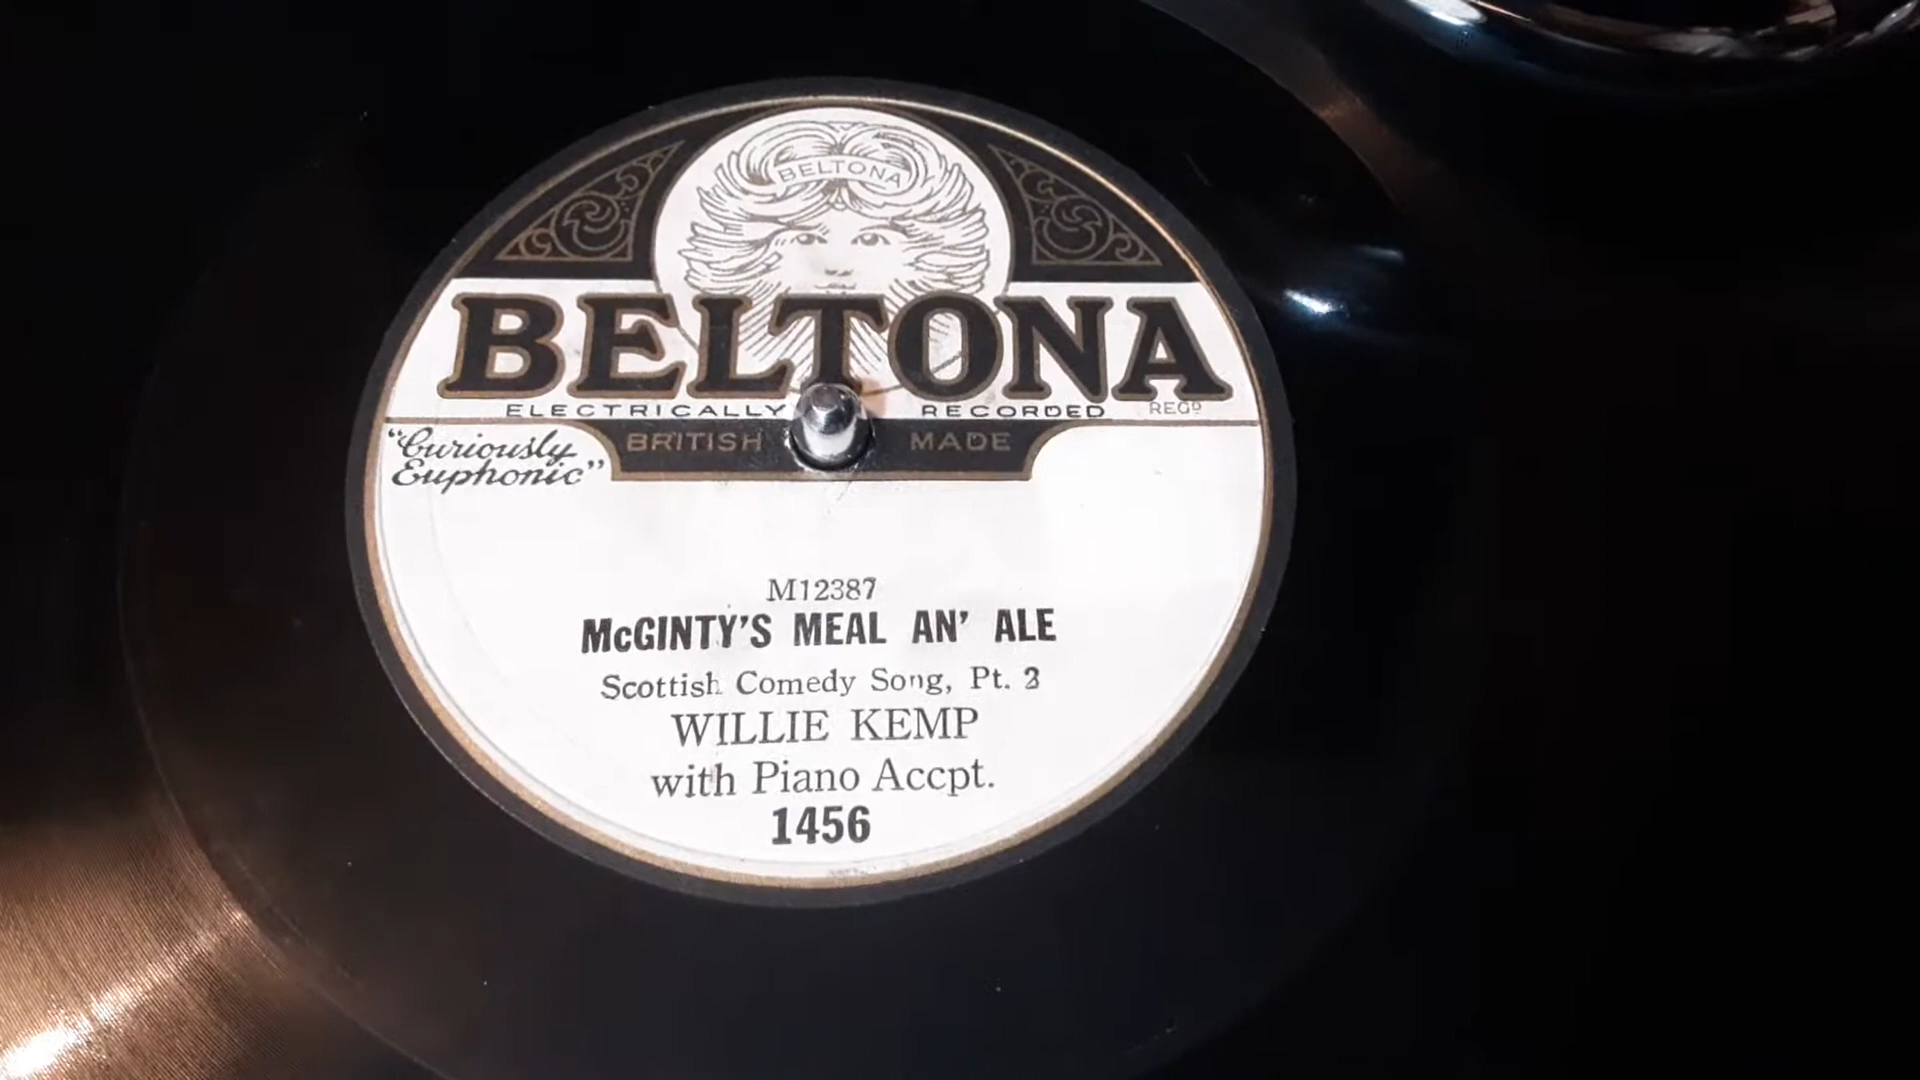 BELTONA
BELTONA
ELECTRICALLY RECORDED REGD
BRITISH MADE
"Curiously
Euphonic"
M12387
McGINTY'S MEAL AN' ALE
Scottish Comedy Song, Pt. 2
WILLIE KEMP
with Piano Accpt.
1456